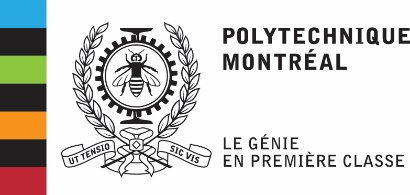 POLYTECHNIQUE
MONTRÉAL
UT TENSIO
SIC VIS
LE GÉNIE
EN PREMIÈRE CLASSE